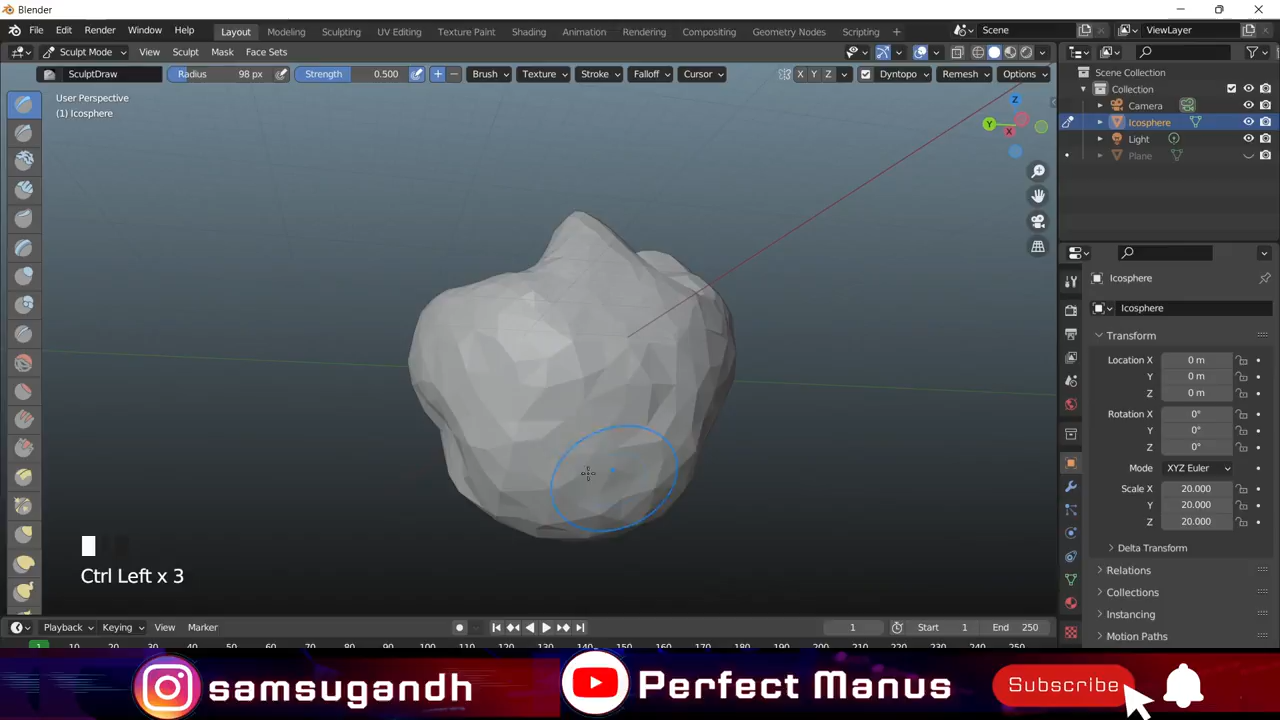 Blender
File Edit Render Window Help Layout Modeling Sculpting UV Editing Texture Paint Shading Animation Rendering Compositing Geometry Nodes Scripting + Scene ViewLayer
Sculpt Mode View Sculpt Mask Face Sets
SculptDraw Radius 98 px Strength 0.500 + − Brush Texture Stroke Falloff Cursor X Y Z Dyntopo Remesh Options
User Perspective
(1) Icosphere
Z
Y
X
Scene Collection
Collection
Camera
Icosphere
Light
Plane
Icosphere
Icosphere
Transform
Location X 0 m
Y 0 m
Z 0 m
Rotation X 0°
Y 0°
Z 0°
Mode XYZ Euler
Scale X 20.000
Y 20.000
Z 20.000
Delta Transform
Relations
Collections
Instancing
Motion Paths
Ctrl Left x 3
Playback Keying View Marker 1 Start 1 End 250
samsugandh
Perfect Manus
Subscribe